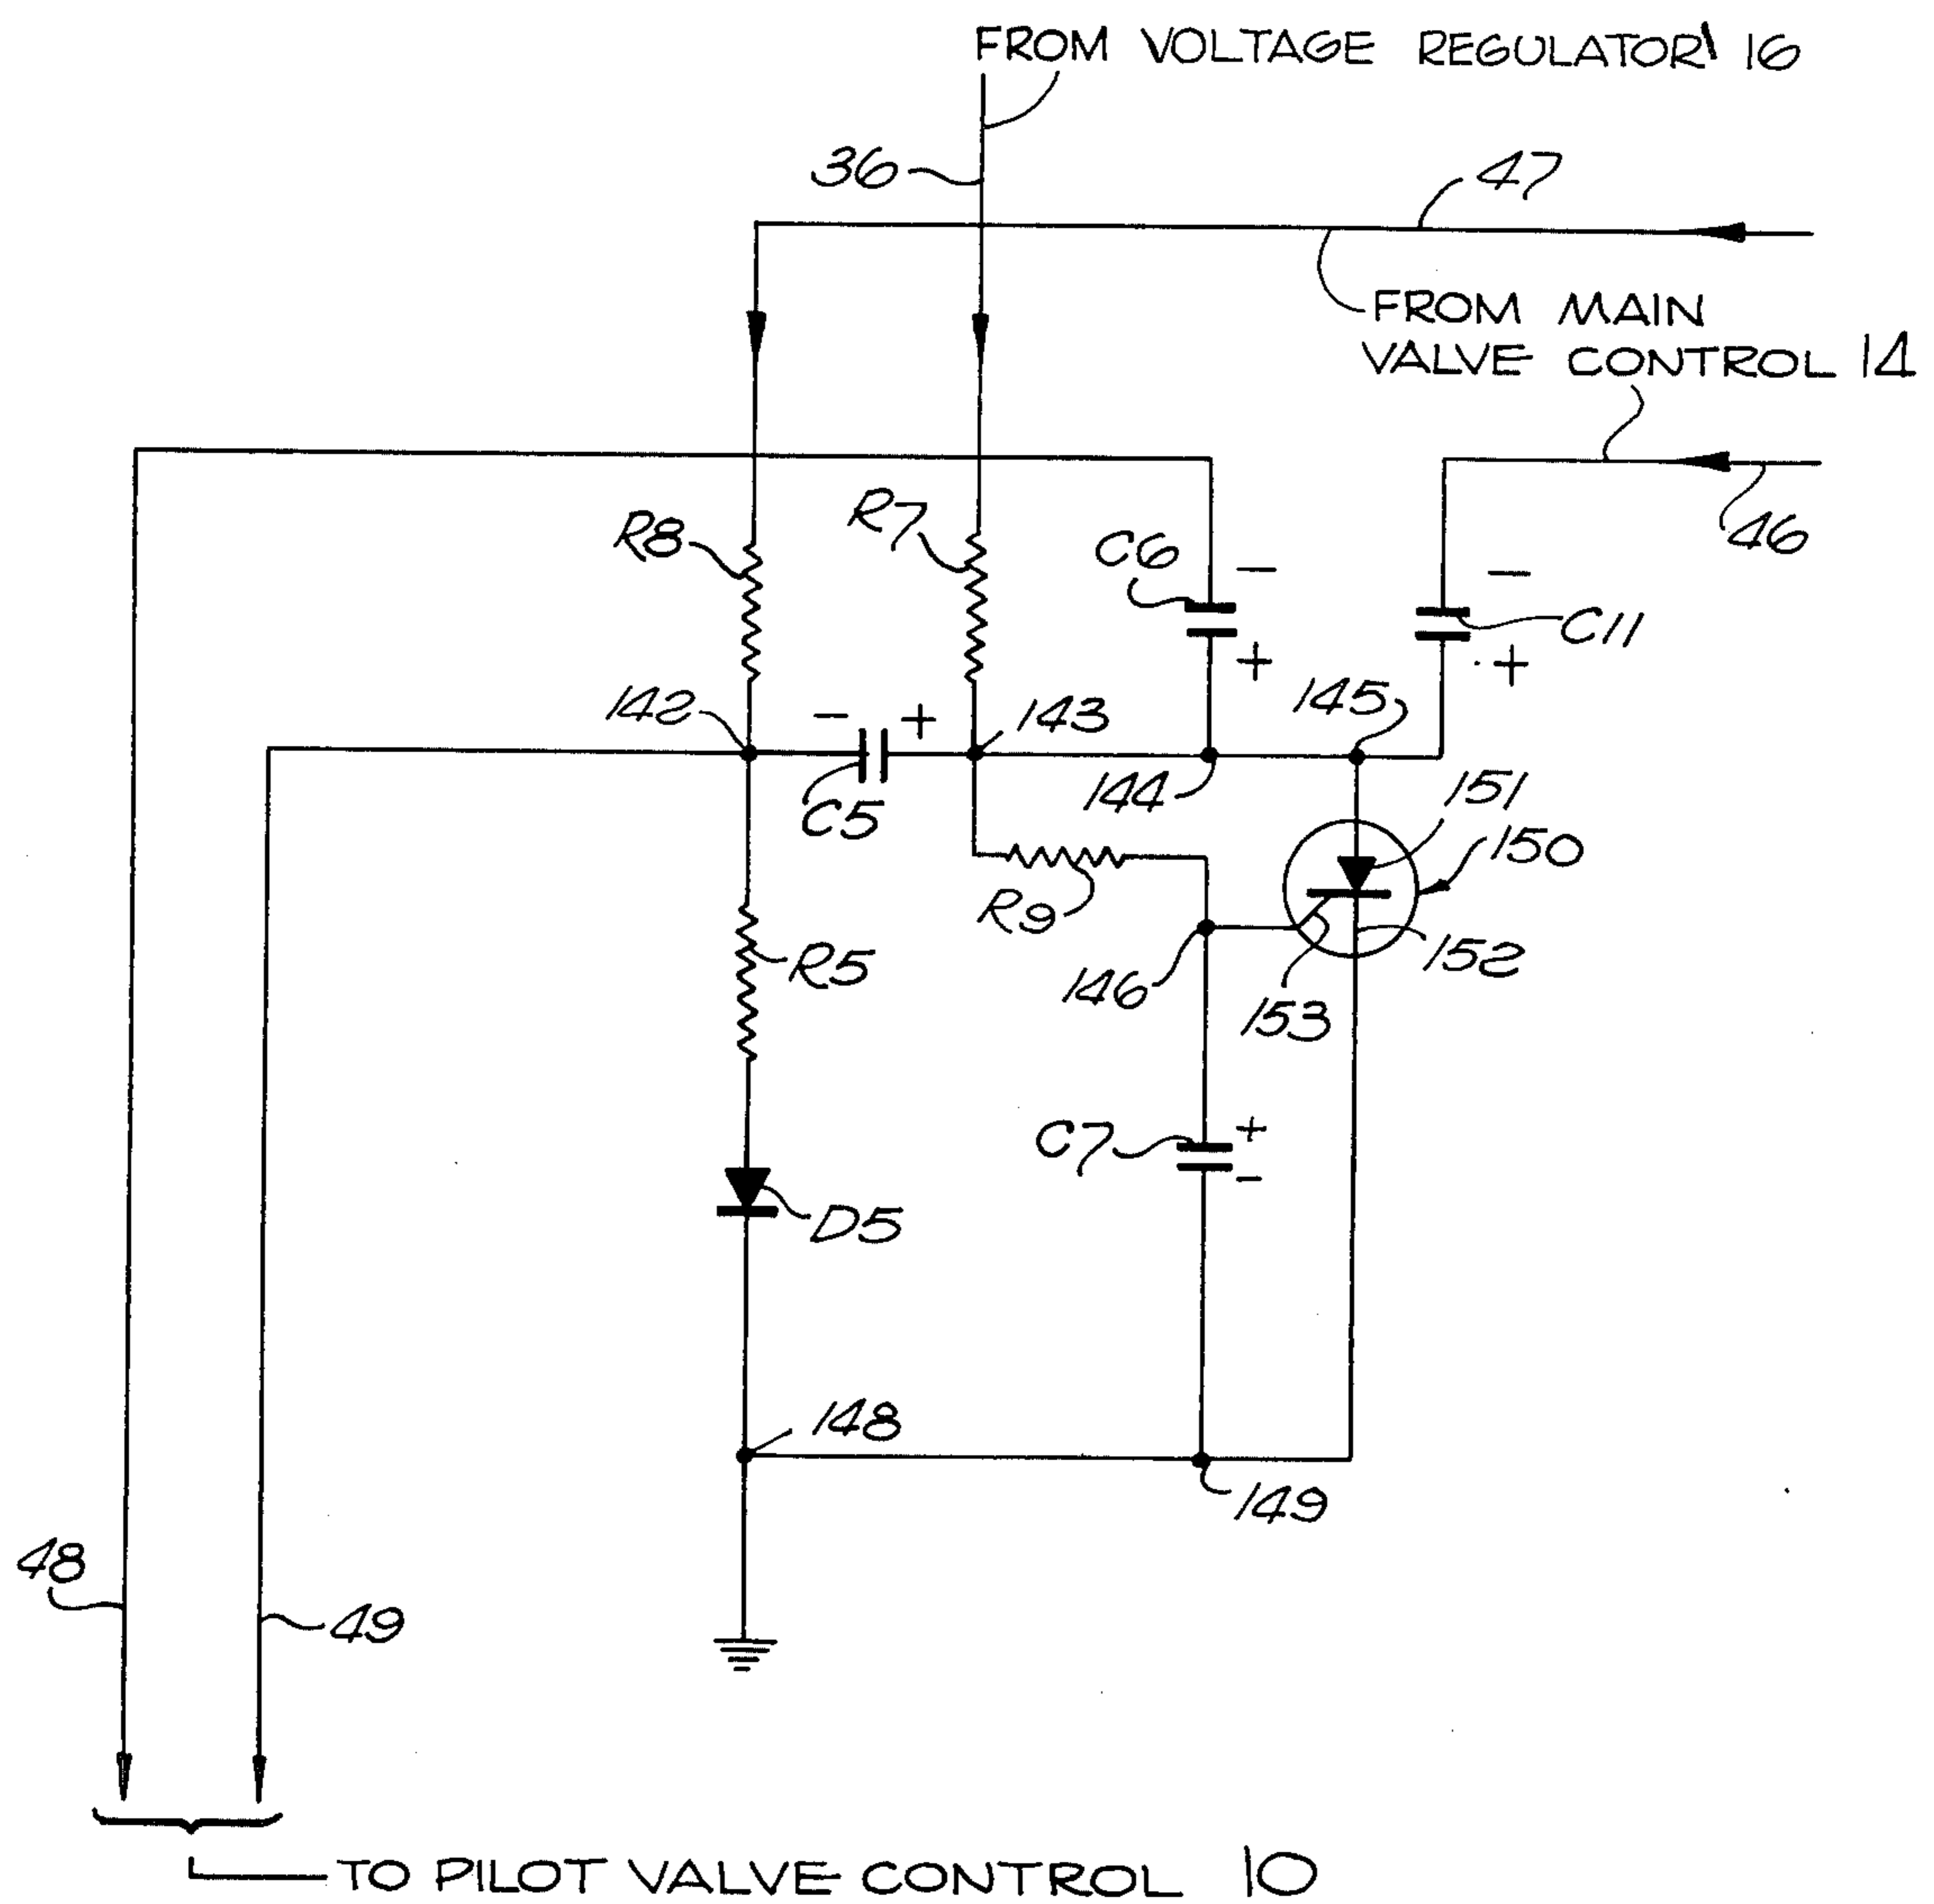 FROM VOLTAGE REGULATOR 16
36
47
FROM MAIN
VALVE CONTROL 14
46
R8
R7
C6
−
+
−
+
C11
142
−
+
143
145
C5
144
151
150
R9
152
146
153
R5
C7
+
−
D5
148
149
48
49
TO PILOT VALVE CONTROL 10